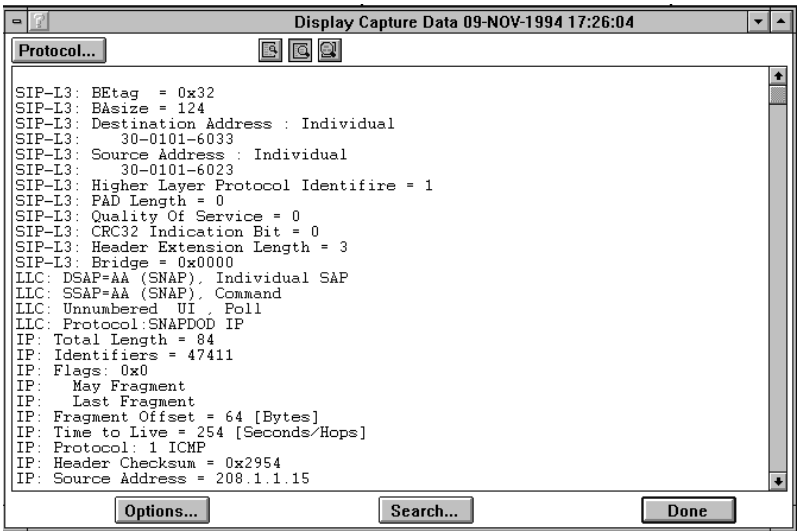 Display Capture Data 09-NOV-1994 17:26:04
Protocol...
SIP-L3: BEtag = 0x32
SIP-L3: BAsize = 124
SIP-L3: Destination Address : Individual
SIP-L3: 30-0101-6033
SIP-L3: Source Address : Individual
SIP-L3: 30-0101-6023
SIP-L3: Higher Layer Protocol Identifire = 1
SIP-L3: PAD Length = 0
SIP-L3: Quality Of Service = 0
SIP-L3: CRC32 Indication Bit = 0
SIP-L3: Header Extension Length = 3
SIP-L3: Bridge = 0x0000
LLC: DSAP=AA (SNAP), Individual SAP
LLC: SSAP=AA (SNAP), Command
LLC: Unnumbered UI , Poll
LLC: Protocol:SNAPDOD IP
IP: Total Length = 84
IP: Identifiers = 47411
IP: Flags: 0x0
IP: May Fragment
IP: Last Fragment
IP: Fragment Offset = 64 [Bytes]
IP: Time to Live = 254 [Seconds/Hops]
IP: Protocol: 1 ICMP
IP: Header Checksum = 0x2954
IP: Source Address = 208.1.1.15
Options... Search... Done